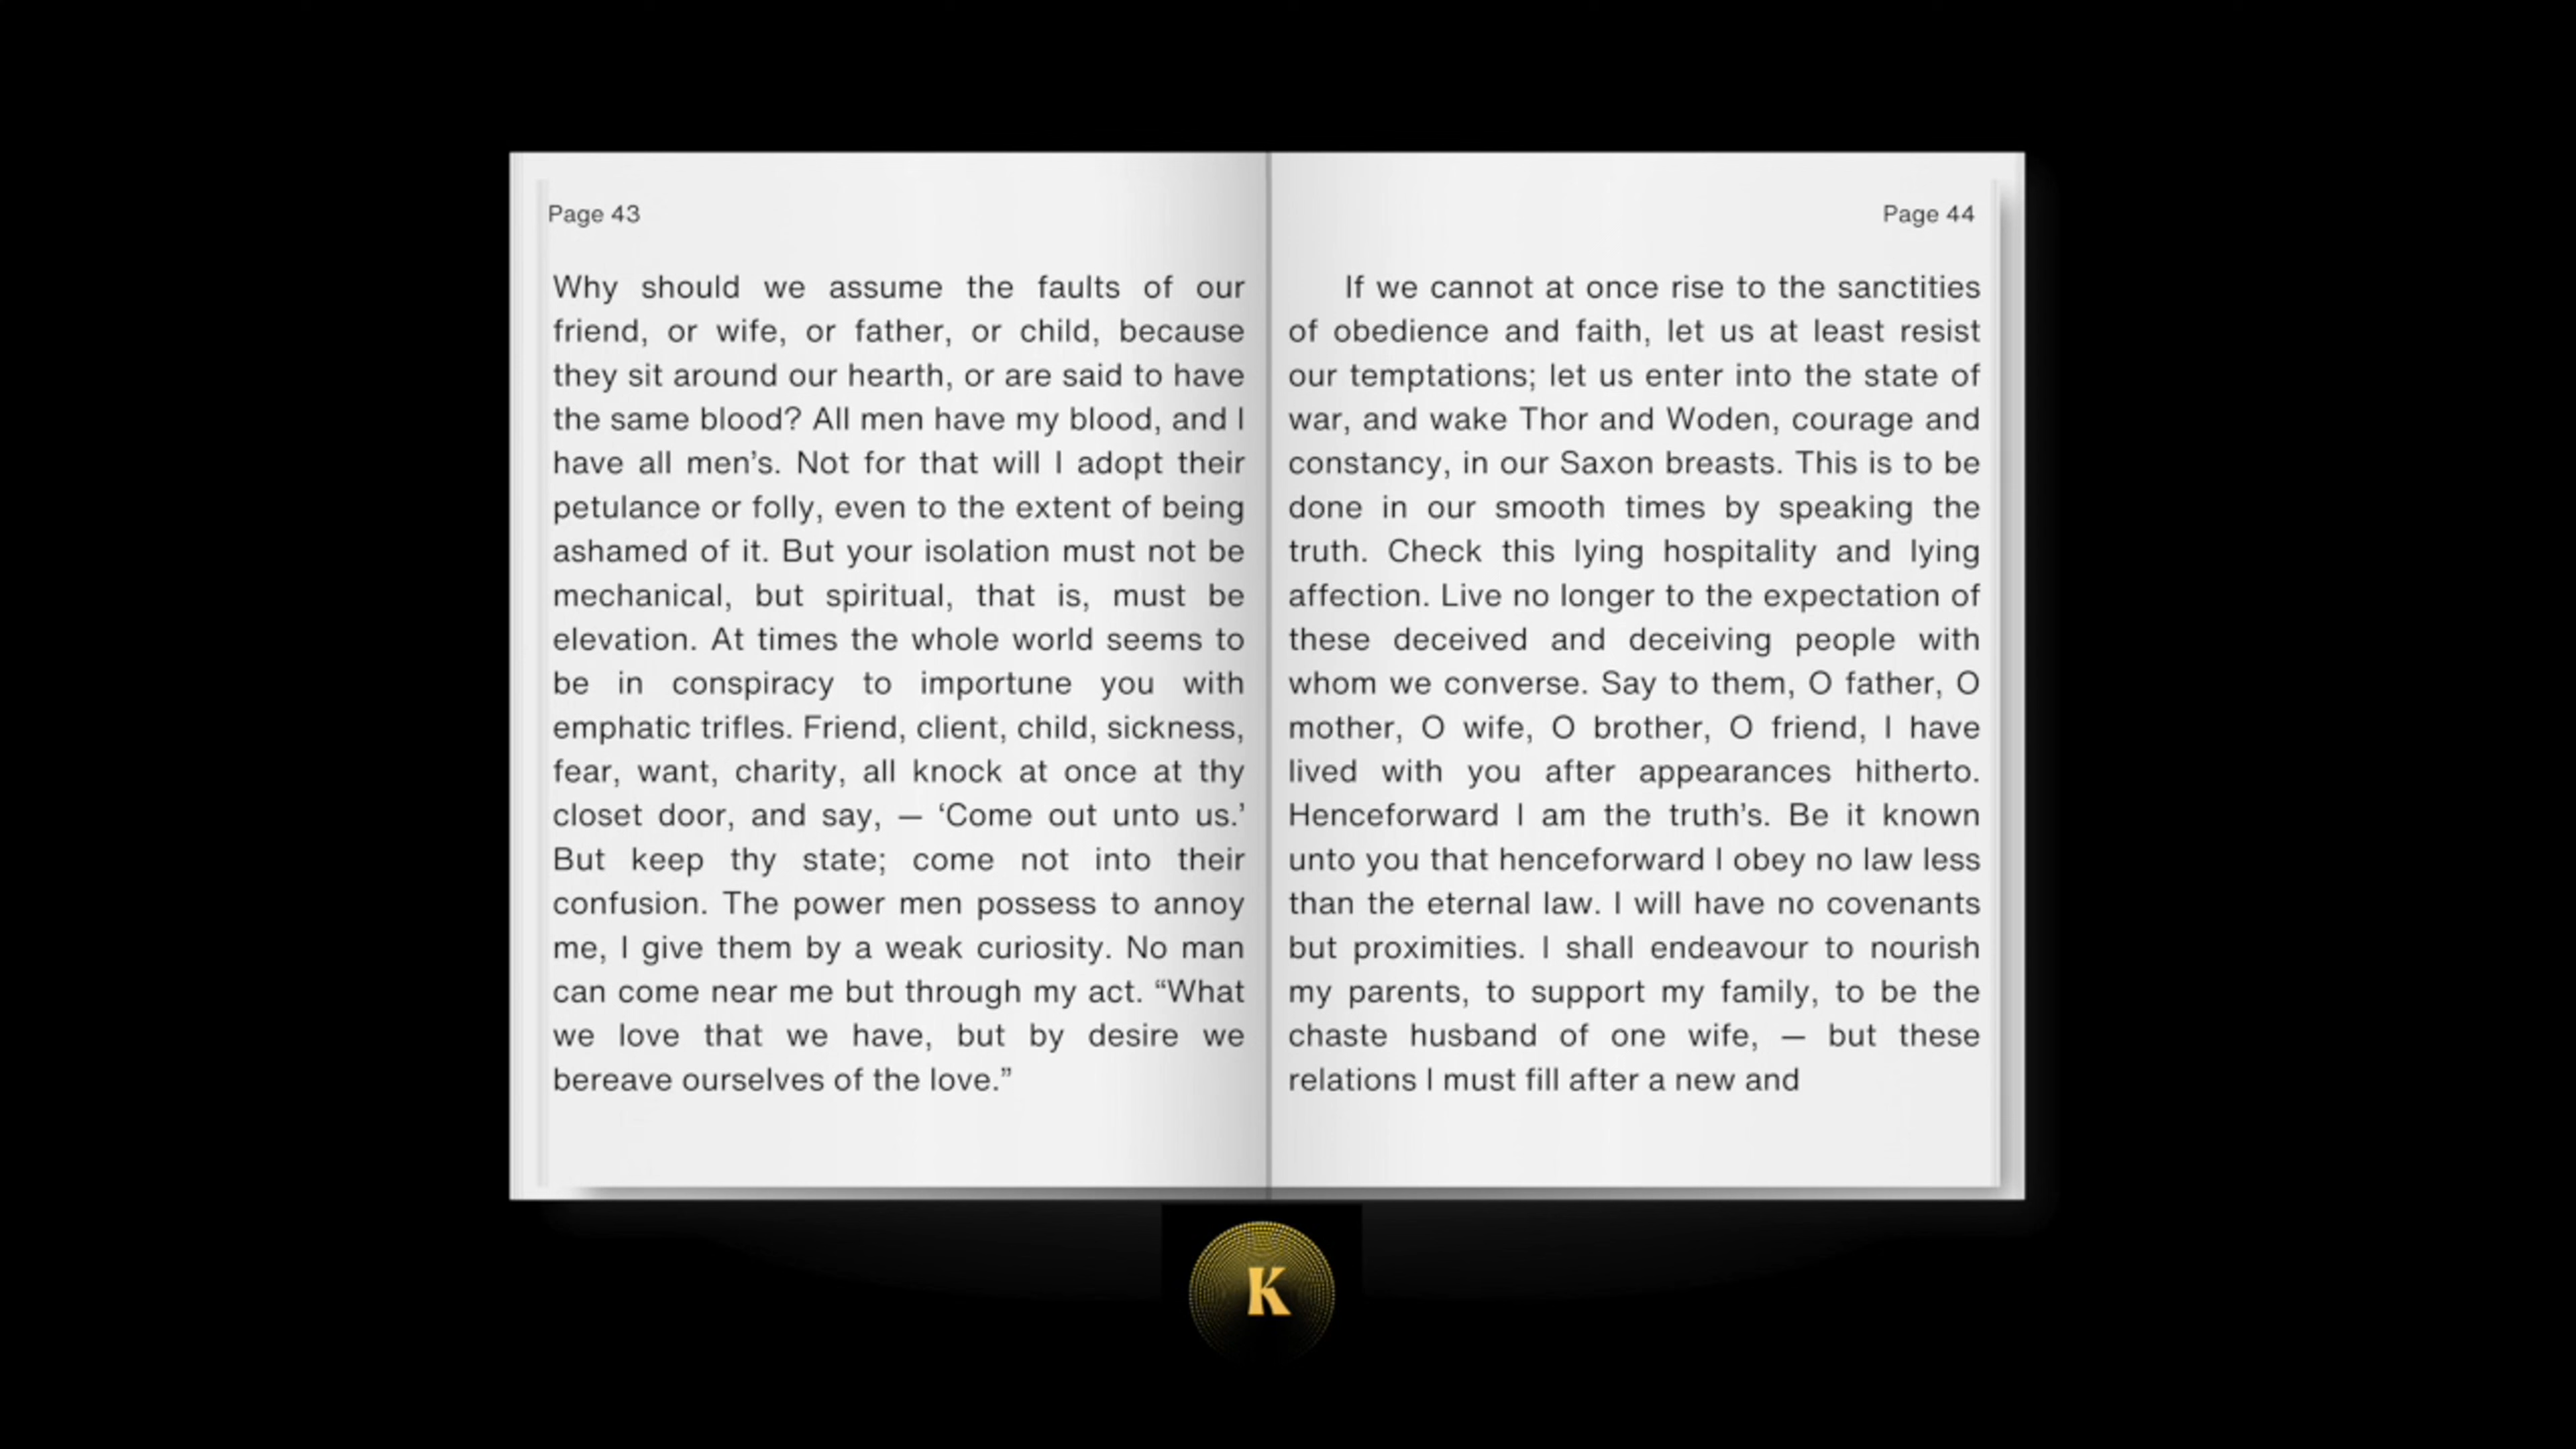 Page 43
Why should we assume the faults of our
friend, or wife, or father, or child, because
they sit around our hearth, or are said to have
the same blood? All men have my blood, and I
have all men’s. Not for that will I adopt their
petulance or folly, even to the extent of being
ashamed of it. But your isolation must not be
mechanical, but spiritual, that is, must be
elevation. At times the whole world seems to
be in conspiracy to importune you with
emphatic trifles. Friend, client, child, sickness,
fear, want, charity, all knock at once at thy
closet door, and say, — ‘Come out unto us.’
But keep thy state; come not into their
confusion. The power men possess to annoy
me, I give them by a weak curiosity. No man
can come near me but through my act. “What
we love that we have, but by desire we
bereave ourselves of the love.”
Page 44
If we cannot at once rise to the sanctities
of obedience and faith, let us at least resist
our temptations; let us enter into the state of
war, and wake Thor and Woden, courage and
constancy, in our Saxon breasts. This is to be
done in our smooth times by speaking the
truth. Check this lying hospitality and lying
affection. Live no longer to the expectation of
these deceived and deceiving people with
whom we converse. Say to them, O father, O
mother, O wife, O brother, O friend, I have
lived with you after appearances hitherto.
Henceforward I am the truth’s. Be it known
unto you that henceforward I obey no law less
than the eternal law. I will have no covenants
but proximities. I shall endeavour to nourish
my parents, to support my family, to be the
chaste husband of one wife, — but these
relations I must fill after a new and
K